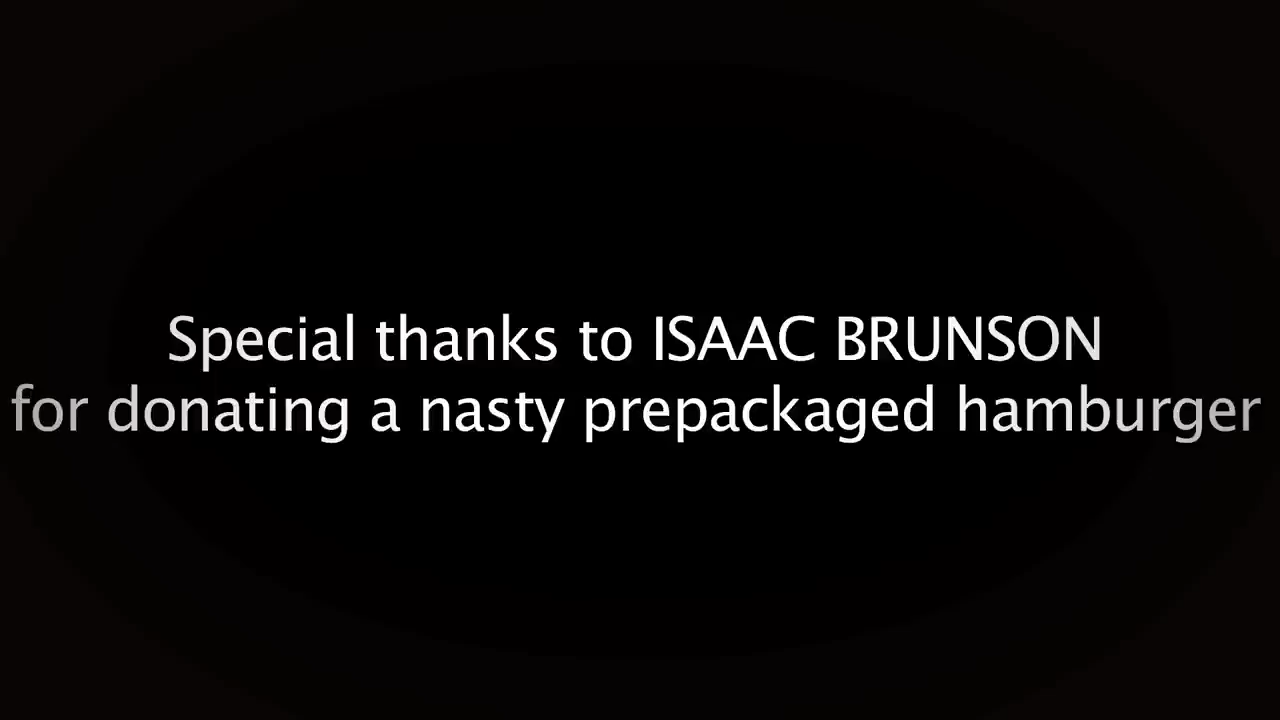 Special thanks to ISAAC BRUNSON
for donating a nasty prepackaged hamburger